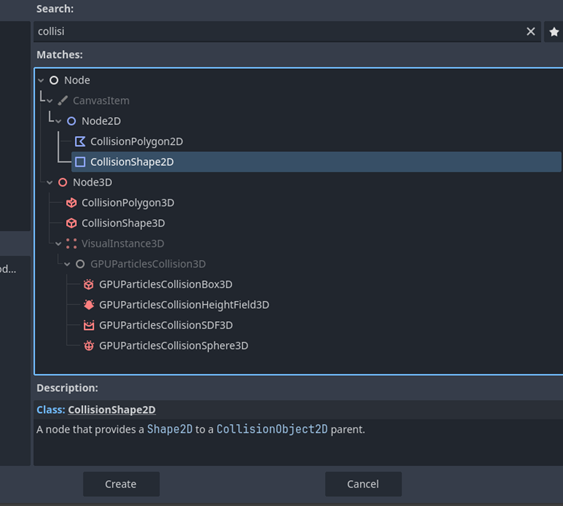 Search:
collisi
Matches:
Node
CanvasItem
Node2D
CollisionPolygon2D
CollisionShape2D
Node3D
CollisionPolygon3D
CollisionShape3D
VisualInstance3D
od...
GPUParticlesCollision3D
GPUParticlesCollisionBox3D
GPUParticlesCollisionHeightField3D
GPUParticlesCollisionSDF3D
GPUParticlesCollisionSphere3D
Description:
Class: CollisionShape2D
A node that provides a Shape2D to a CollisionObject2D parent.
Create Cancel